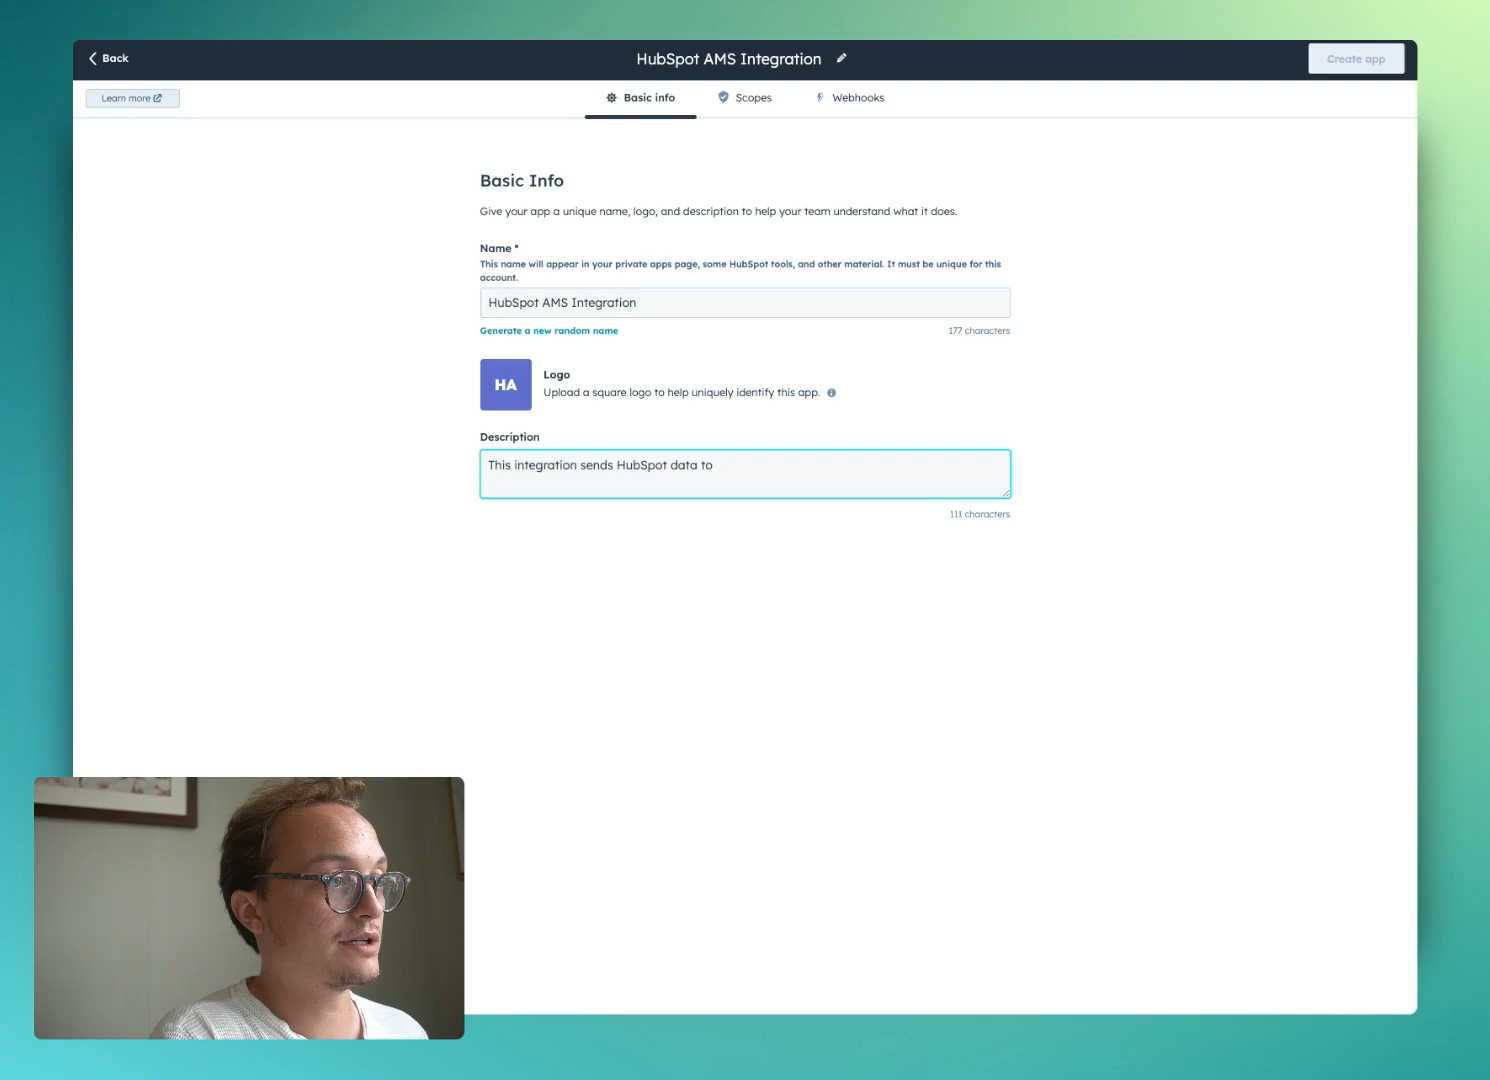 Back
HubSpot AMS Integration
Create app
Learn more
Basic info
Scopes
Webhooks
Basic Info
Give your app a unique name, logo, and description to help your team understand what it does.
Name *
This name will appear in your private apps page, some HubSpot tools, and other material. It must be unique for this
account.
HubSpot AMS Integration
Generate a new random name
177 characters
HA
Logo
Upload a square logo to help uniquely identify this app.
Description
This integration sends HubSpot data to
111 characters